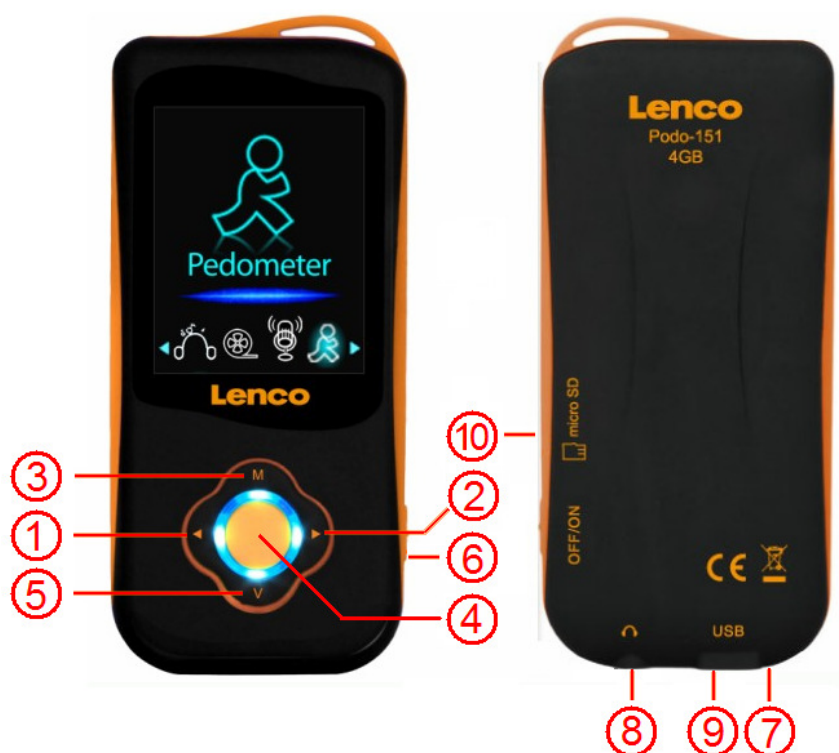 Pedometer
Lenco
M
V
3
1
5
2
6
4
Lenco
Podo-151
4GB
micro SD
OFF/ON
CE
USB
10
8
9
7